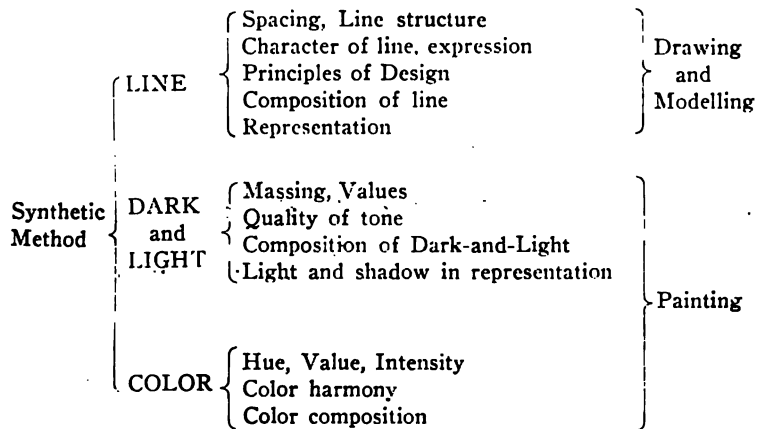 Synthetic
Method
LINE
Spacing, Line structure
Character of line, expression
Principles of Design
Composition of line
Representation
Drawing
and
Modelling
DARK
and
LIGHT
Massing, Values
Quality of tone
Composition of Dark-and-Light
Light and shadow in representation
COLOR
Hue, Value, Intensity
Color harmony
Color composition
Painting